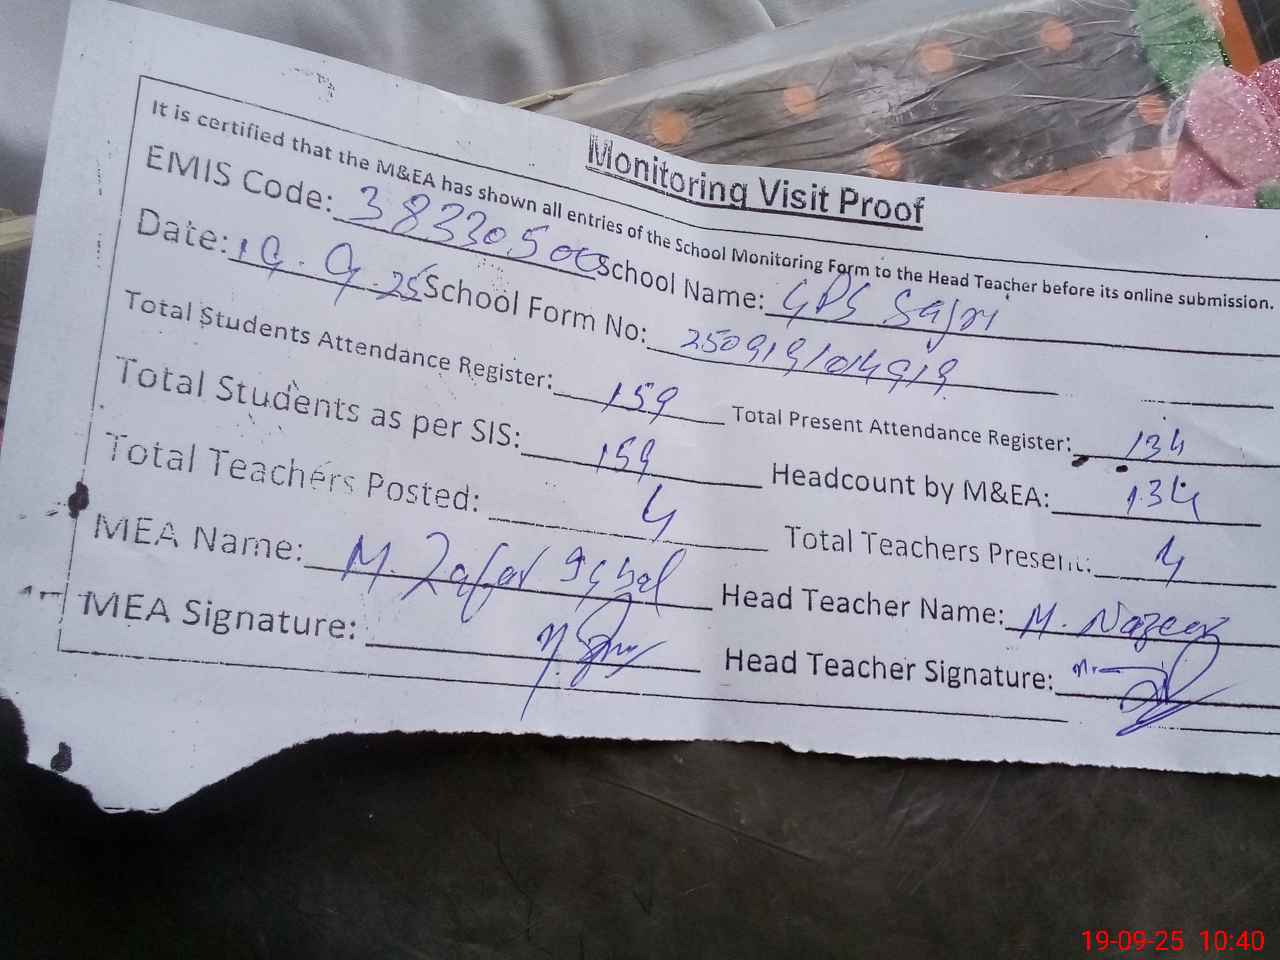 Monitoring Visit Proof
It is certified that the M&EA has shown all entries of the School Monitoring Form to the Head Teacher before its online submission.
EMIS Code: School Name: GPS
Date: 19.09.25 School Form No:
Total Students Attendance Register: 159 Total Present Attendance Register: 134
Total Students as per SIS: 159 Headcount by M&EA: 134
Total Teachers Posted: 4 Total Teachers Present: 4
MEA Name: M. Zafar Iqbal Head Teacher Name: M. Nazeer
MEA Signature: Head Teacher Signature:
19-09-25 10:40